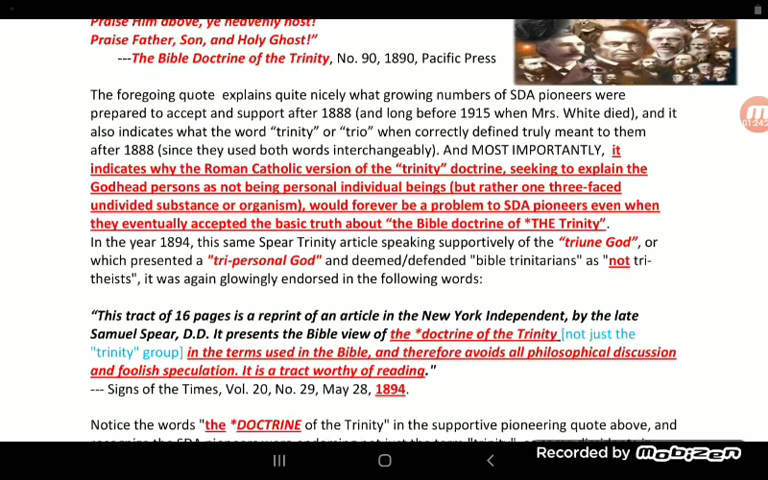 Praise Him above, ye heavenly host!
Praise Father, Son, and Holy Ghost!"
---The Bible Doctrine of the Trinity, No. 90, 1890, Pacific Press
The foregoing quote explains quite nicely what growing numbers of SDA pioneers were
prepared to accept and support after 1888 (and long before 1915 when Mrs. White died), and it
also indicates what the word "trinity" or "trio" when correctly defined truly meant to them
after 1888 (since they used both words interchangeably). And MOST IMPORTANTLY, it
indicates why the Roman Catholic version of the "trinity" doctrine, seeking to explain the
Godhead persons as not being personal individual beings (but rather one three-faced
undivided substance or organism), would forever be a problem to SDA pioneers even when
they eventually accepted the basic truth about "the Bible doctrine of *THE Trinity".
In the year 1894, this same Spear Trinity article speaking supportively of the "triune God", or
which presented a "tri-personal God" and deemed/defended "bible trinitarians" as "not tri-
theists", it was again glowingly endorsed in the following words:
"This tract of 16 pages is a reprint of an article in the New York Independent, by the late
Samuel Spear, D.D. It presents the Bible view of the *doctrine of the Trinity [not just the
"trinity" group] in the terms used in the Bible, and therefore avoids all philosophical discussion
and foolish speculation. It is a tract worthy of reading."
--- Signs of the Times, Vol. 20, No. 29, May 28, 1894.
Notice the words "the *DOCTRINE of the Trinity" in the supportive pioneering quote above, and
Recorded by Mobizen